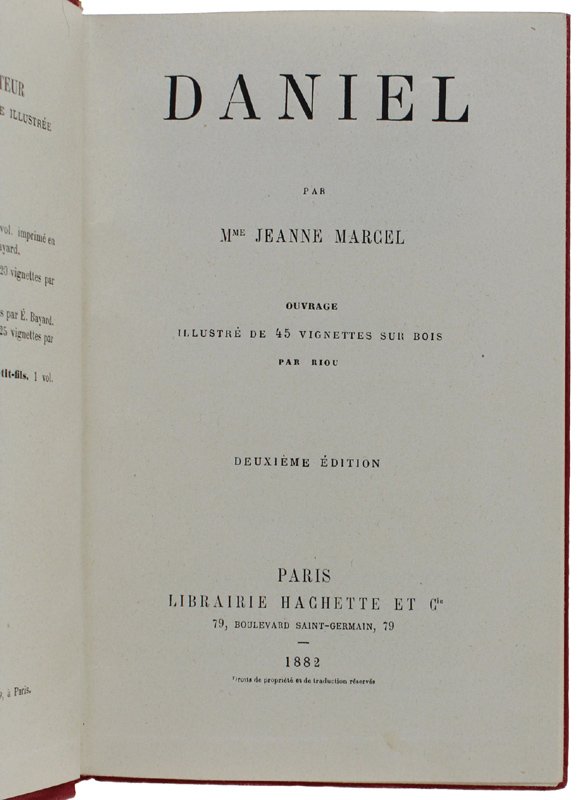 TEUR
E ILLUSTRÉE
vol. imprimé en
ayard.
20 vignettes par
s par É. Bayard.
25 vignettes par
tit-fils. 1 vol.
9, à Paris.
DANIEL
PAR
MME JEANNE MARCEL
OUVRAGE
ILLUSTRÉ DE 45 VIGNETTES SUR BOIS
PAR RIOU
DEUXIÈME ÉDITION
PARIS
LIBRAIRIE HACHETTE ET Cie
79, BOULEVARD SAINT-GERMAIN, 79
1882
Droits de propriété et de traduction réservés